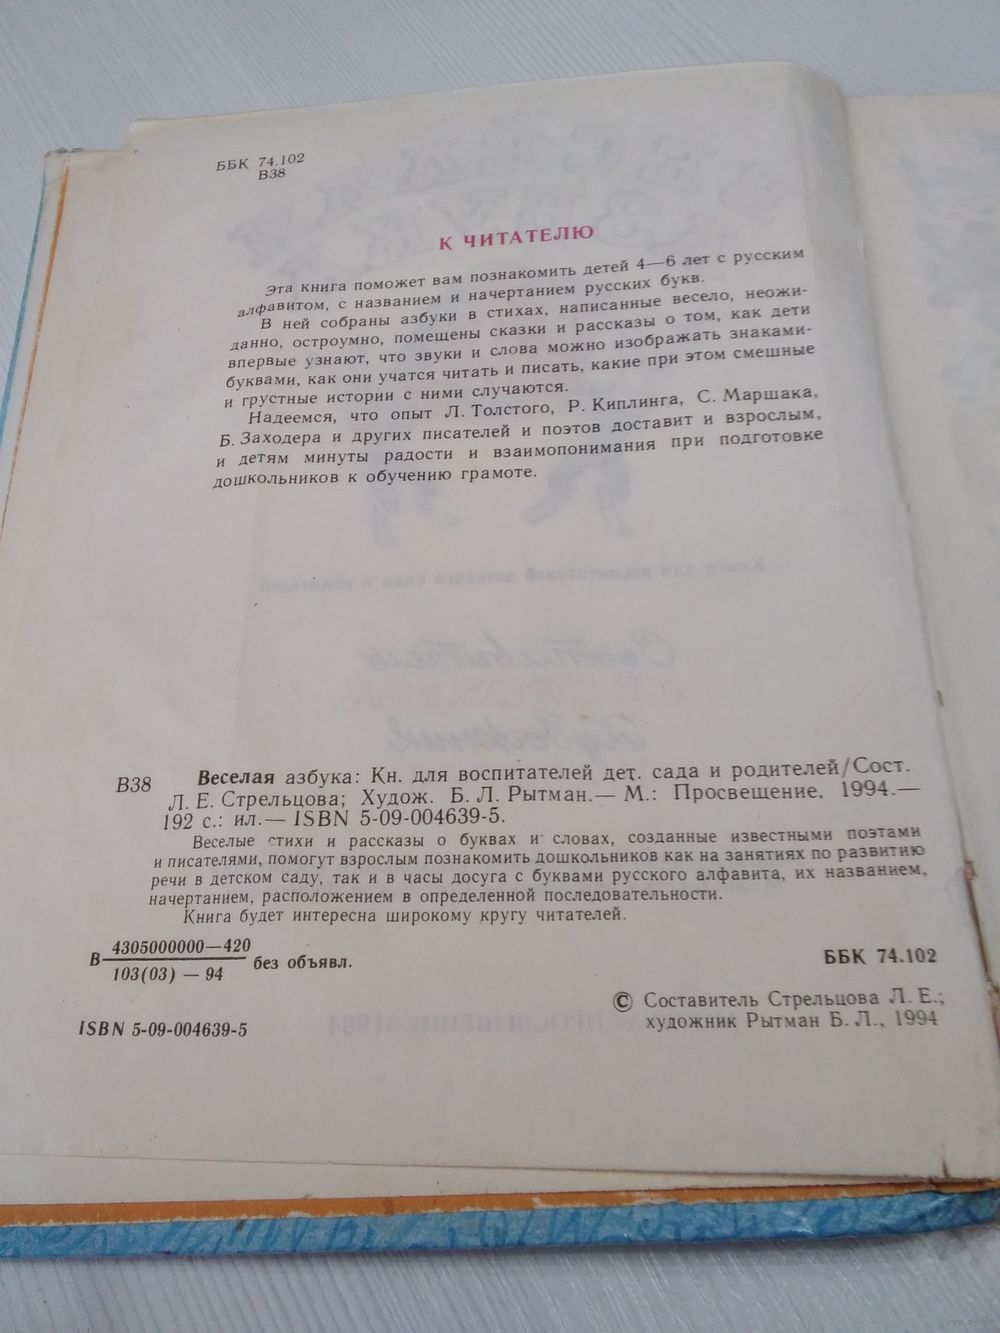 ББК 74.102
В38
К ЧИТАТЕЛЮ
Эта книга поможет вам познакомить детей 4—6 лет с русским
алфавитом, с названием и начертанием русских букв.
В ней собраны азбуки в стихах, написанные весело, неожи-
данно, остроумно, помещены сказки и рассказы о том, как дети
впервые узнают, что звуки и слова можно изображать знаками-
буквами, как они учатся читать и писать, какие при этом смешные
и грустные истории с ними случаются.
Надеемся, что опыт Л. Толстого, Р. Киплинга, С. Маршака,
Б. Заходера и других писателей и поэтов доставит и взрослым,
и детям минуты радости и взаимопонимания при подготовке
дошкольников к обучению грамоте.
В38 Веселая азбука: Кн. для воспитателей дет. сада и родителей/Сост.
Л. Е. Стрельцова; Худож. Б. Л. Рытман.— М.: Просвещение, 1994.—
192 с.: ил.— ISBN 5-09-004639-5.
Веселые стихи и рассказы о буквах и словах, созданные известными поэтами
и писателями, помогут взрослым познакомить дошкольников как на занятиях по развитию
речи в детском саду, так и в часы досуга с буквами русского алфавита, их названием,
начертанием, расположением в определенной последовательности.
Книга будет интересна широкому кругу читателей.
В 4305000000—420 без объявл.
103(03) — 94
ББК 74.102
ISBN 5-09-004639-5
© Составитель Стрельцова Л. Е.;
художник Рытман Б. Л., 1994